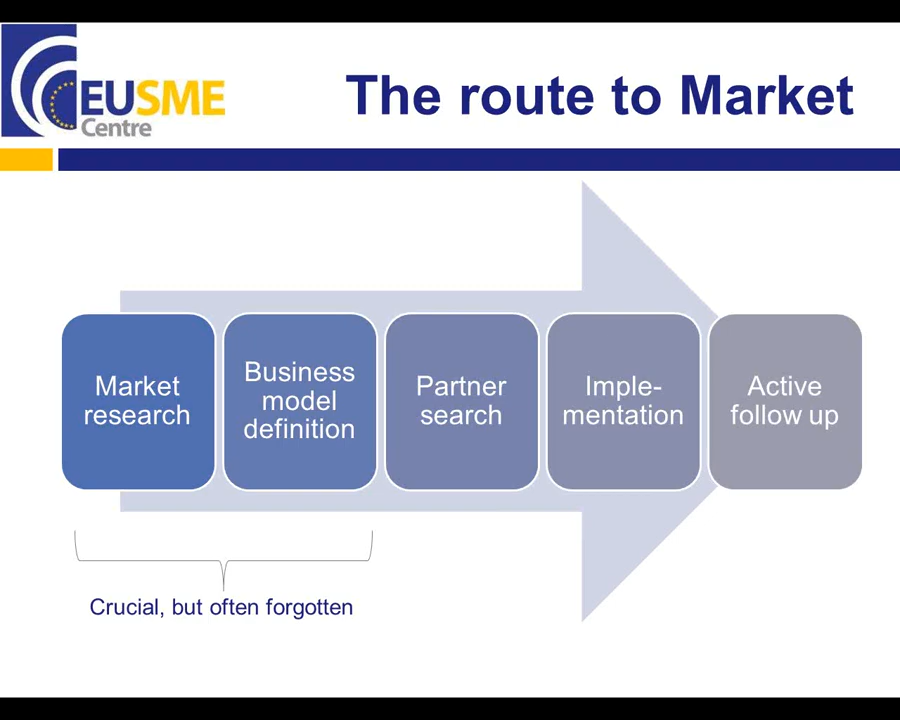 EUSME
Centre
The route to Market
Market
research
Business
model
definition
Partner
search
Imple-
mentation
Active
follow up
Crucial, but often forgotten